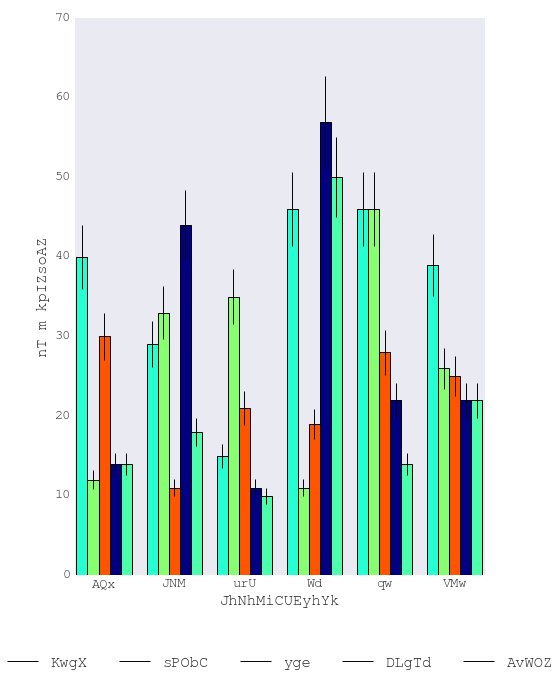 70
60
50
40
30
20
10
0
nT m kpIZsoAZ
AQx JNM urU Wd qw VMw
JhNhMiCUEyhYk
KwgX sPObC yge DLgTd AvWOZ